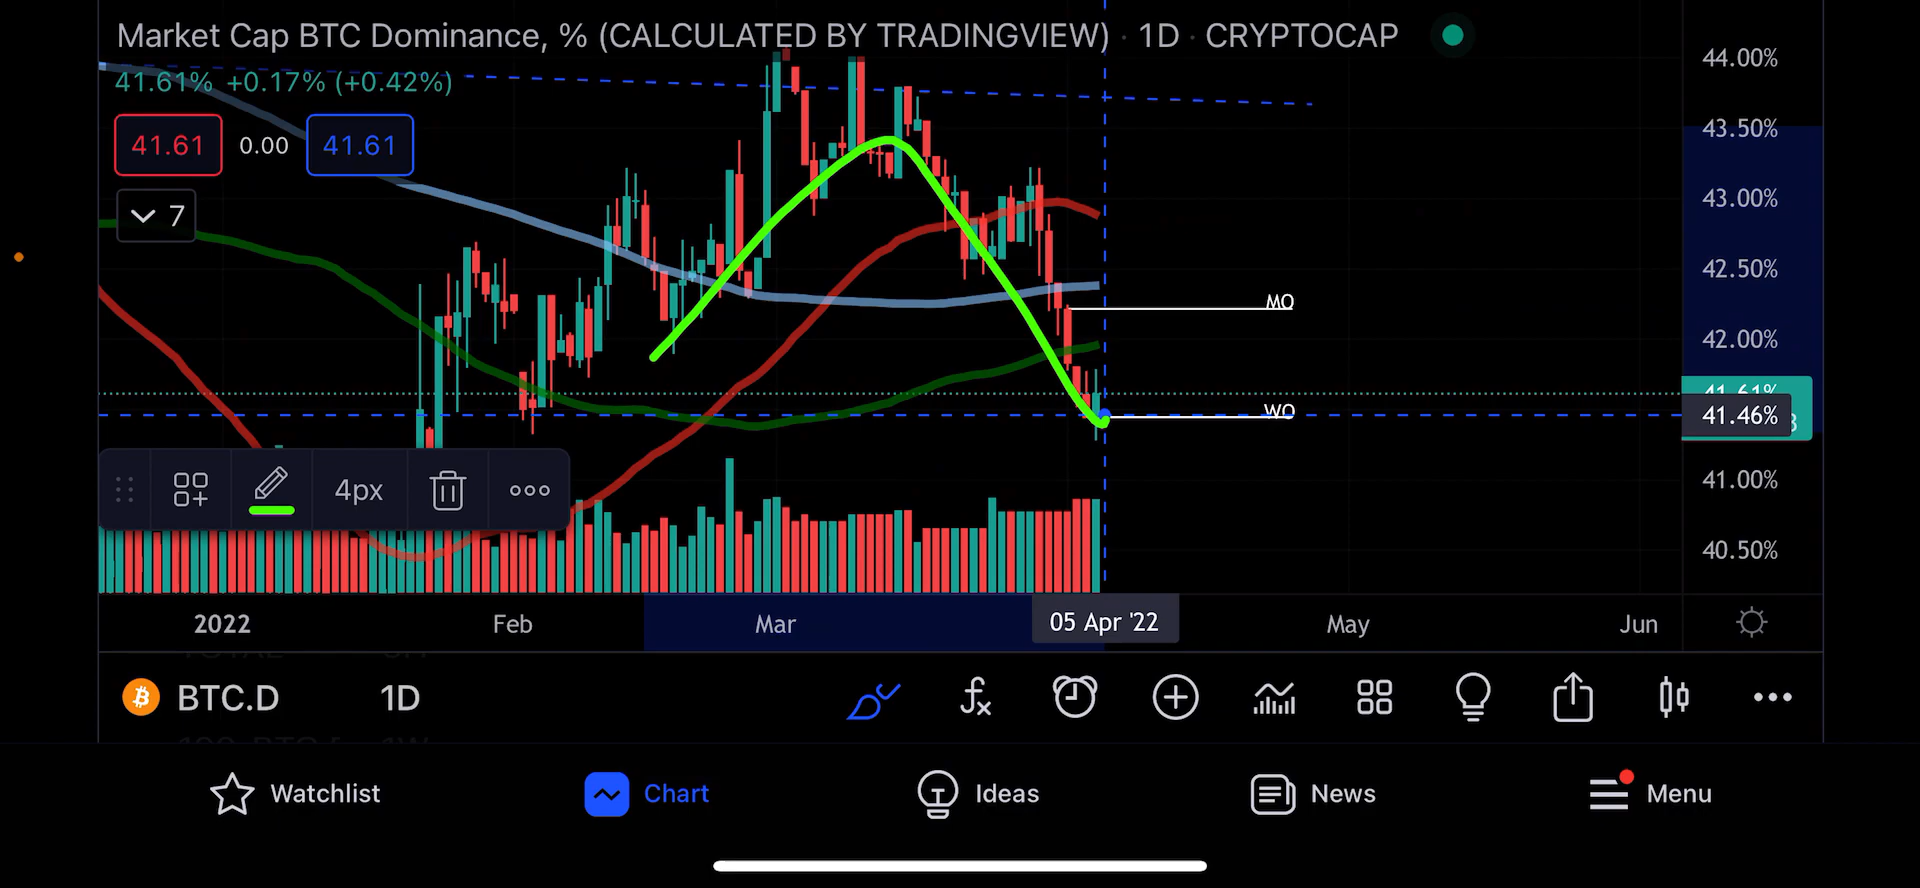 Market Cap BTC Dominance, % (CALCULATED BY TRADINGVIEW) · 1D · CRYPTOCAP
41.61% +0.17% (+0.42%)
41.61 0.00 41.61
7
44.00%
43.50%
43.00%
42.50%
MO
42.00%
41.61%
WO
41.46%
41.00%
4px
40.50%
2022 Feb Mar 05 Apr '22 May Jun
BTC.D 1D
Watchlist Chart Ideas News Menu